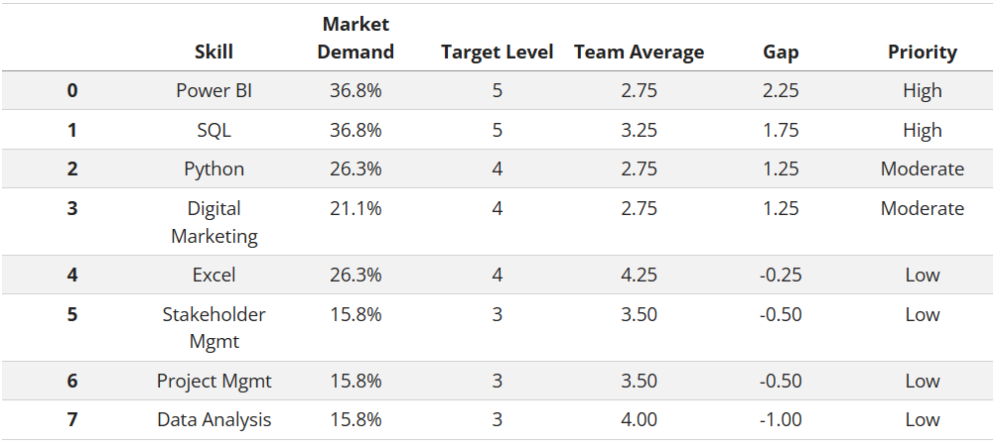 Skill Market Demand Target Level Team Average Gap Priority
0 Power BI 36.8% 5 2.75 2.25 High
1 SQL 36.8% 5 3.25 1.75 High
2 Python 26.3% 4 2.75 1.25 Moderate
3 Digital Marketing 21.1% 4 2.75 1.25 Moderate
4 Excel 26.3% 4 4.25 -0.25 Low
5 Stakeholder Mgmt 15.8% 3 3.50 -0.50 Low
6 Project Mgmt 15.8% 3 3.50 -0.50 Low
7 Data Analysis 15.8% 3 4.00 -1.00 Low